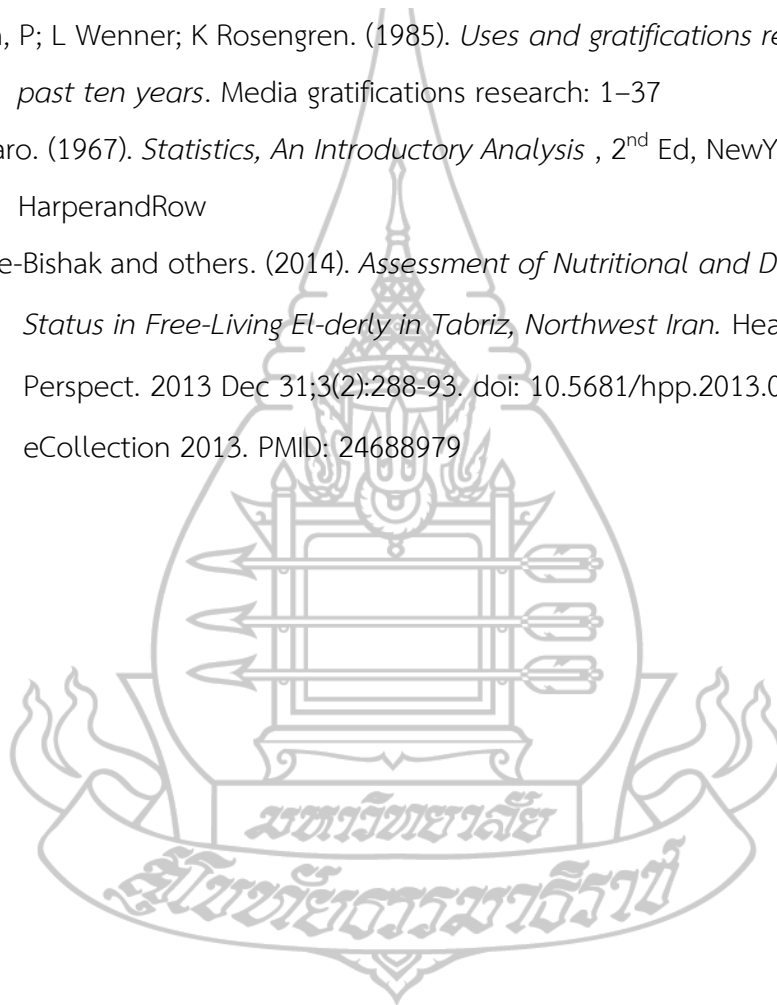 , P; L Wenner; K Rosengren. (1985). Uses and gratifications re
past ten years. Media gratifications research: 1–37
aro. (1967). Statistics, An Introductory Analysis , 2nd Ed, NewY
HarperandRow
e-Bishak and others. (2014). Assessment of Nutritional and D
Status in Free-Living El-derly in Tabriz, Northwest Iran. Hea
Perspect. 2013 Dec 31;3(2):288-93. doi: 10.5681/hpp.2013.0
eCollection 2013. PMID: 24688979
มหาวิทยาลัย
สุโขทัยธรรมาธิราช